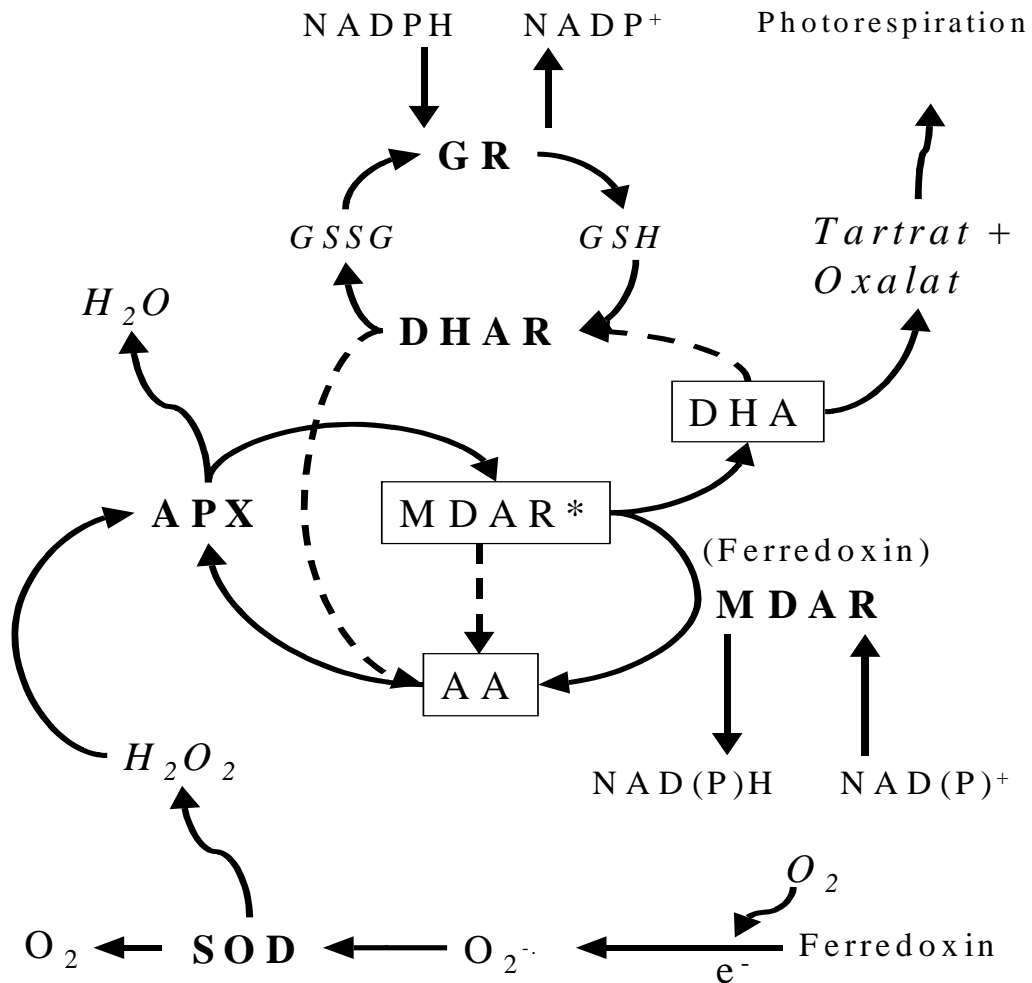 NADPH
NADP⁺
Photorespiration
GR
GSSG
GSH
Tartrat +
Oxalat
H₂O
DHAR
DHA
APX
MDAR*
(Ferredoxin)
MDAR
AA
H₂O₂
NAD(P)H
NAD(P)⁺
O₂
O₂
SOD
O₂⁻·
Ferredoxin
e⁻